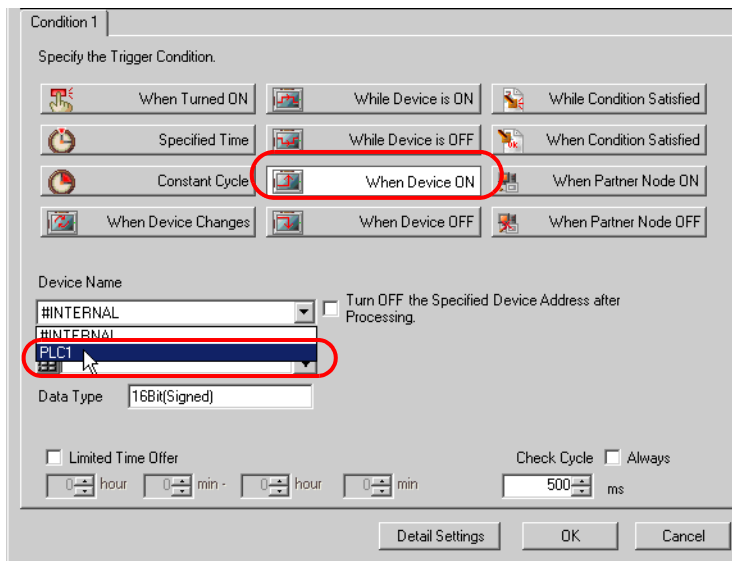 Condition 1
Specify the Trigger Condition.
When Turned ON
While Device is ON
While Condition Satisfied
Specified Time
While Device is OFF
When Condition Satisfied
Constant Cycle
When Device ON
When Partner Node ON
When Device Changes
When Device OFF
When Partner Node OFF
Device Name
#INTERNAL
Turn OFF the Specified Device Address after
Processing.
#INTERNAL
PLC1
Data Type 16Bit(Signed)
Limited Time Offer
Check Cycle Always
0 hour 0 min - 0 hour 0 min
500 ms
Detail Settings OK Cancel